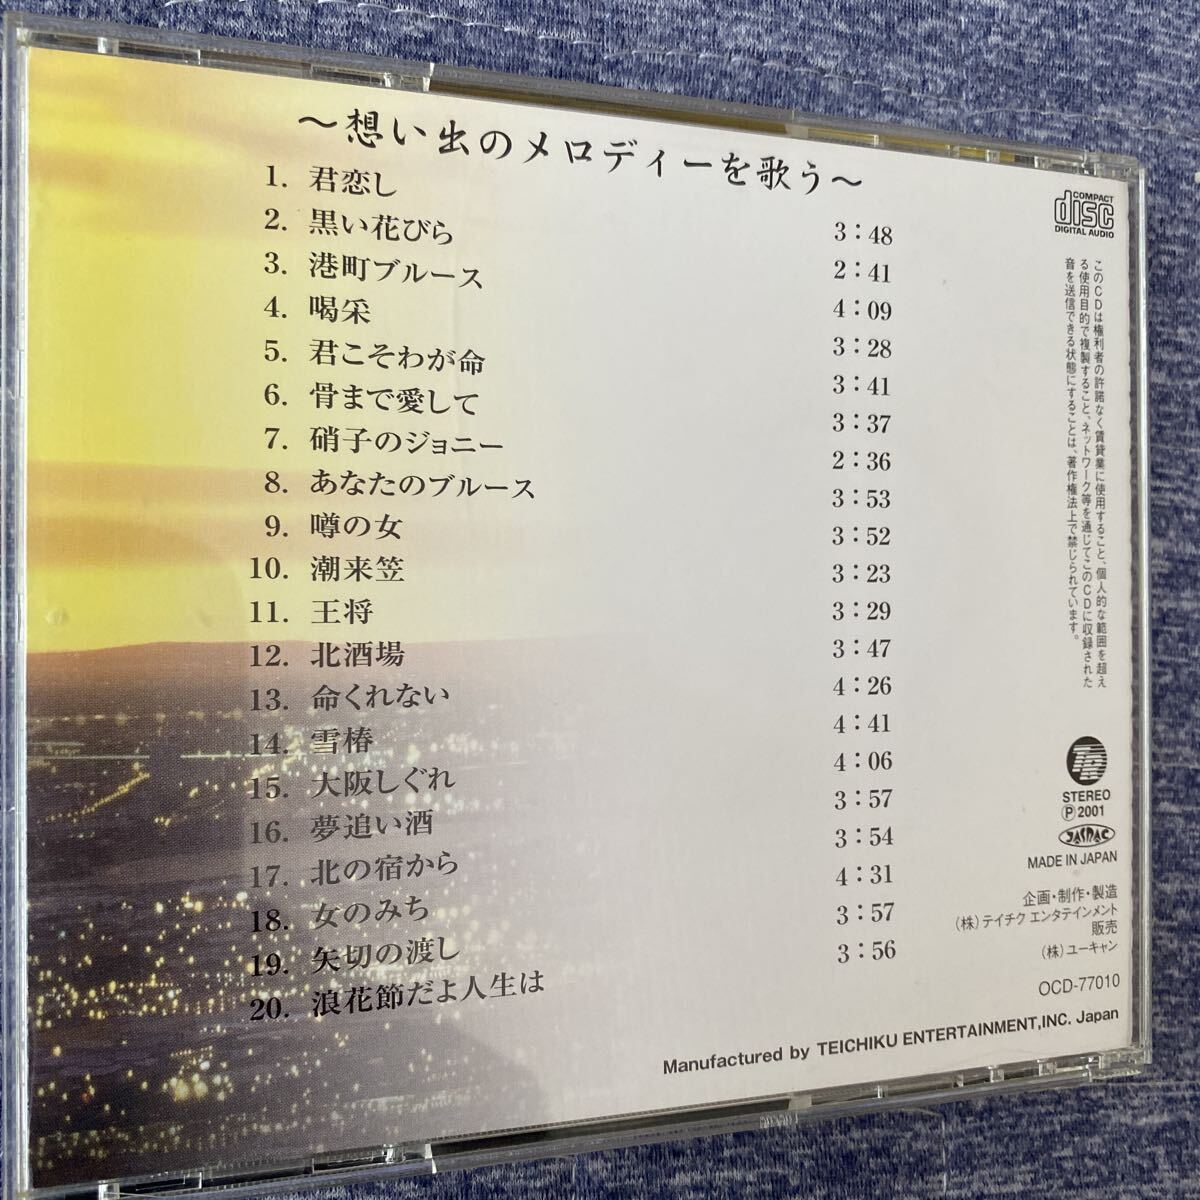 ～想い出のメロディーを歌う～
1. 君恋し 3：48
2. 黒い花びら 2：41
3. 港町ブルース 4：09
4. 喝采 3：28
5. 君こそわが命 3：41
6. 骨まで愛して 3：37
7. 硝子のジョニー 2：36
8. あなたのブルース 3：53
9. 噂の女 3：52
10. 潮来笠 3：23
11. 王将 3：29
12. 北酒場 3：47
13. 命くれない 4：26
14. 雪椿 4：41
15. 大阪しぐれ 4：06
16. 夢追い酒 3：57
17. 北の宿から 3：54
18. 女のみち 4：31
19. 矢切の渡し 3：57
20. 浪花節だよ人生は 3：56
COMPACT
disc
DIGITAL AUDIO
このCDは権利者の許諾なく賃貸業に使用すること、個人的な範囲を超え
る使用目的で複製すること、ネットワーク等を通じてこのCDに収録された
音を送信できる状態にすることは、著作権法上で禁じられています。
STEREO
Ⓟ2001
JASRAC
MADE IN JAPAN
企画・制作・製造
（株）テイチク エンタテインメント
販売
（株）ユーキャン
OCD-77010
Manufactured by TEICHIKU ENTERTAINMENT,INC. Japan